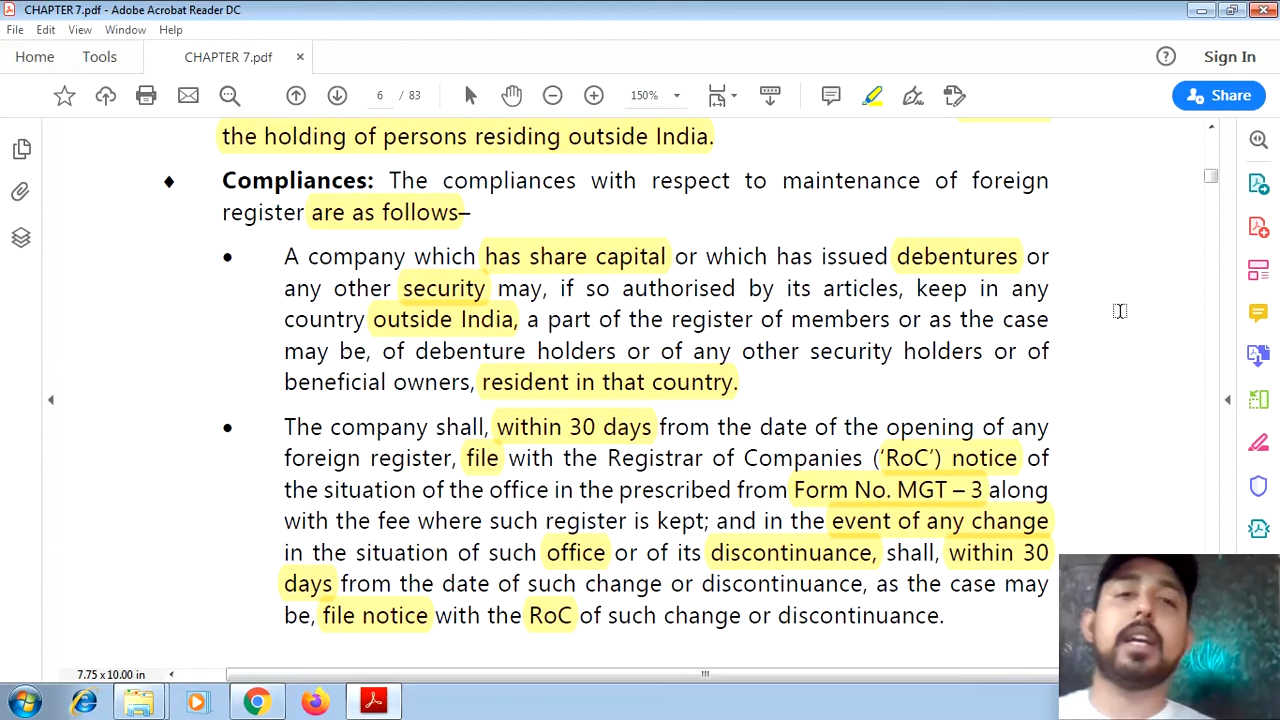 CHAPTER 7.pdf - Adobe Acrobat Reader DC
File Edit View Window Help
Home Tools CHAPTER 7.pdf × Sign In
6 / 83 150% Share
the holding of persons residing outside India.
♦ Compliances: The compliances with respect to maintenance of foreign
register are as follows–
• A company which has share capital or which has issued debentures or
any other security may, if so authorised by its articles, keep in any
country outside India, a part of the register of members or as the case
may be, of debenture holders or of any other security holders or of
beneficial owners, resident in that country.
• The company shall, within 30 days from the date of the opening of any
foreign register, file with the Registrar of Companies (‘RoC’) notice of
the situation of the office in the prescribed from Form No. MGT – 3 along
with the fee where such register is kept; and in the event of any change
in the situation of such office or of its discontinuance, shall, within 30
days from the date of such change or discontinuance, as the case may
be, file notice with the RoC of such change or discontinuance.
7.75 x 10.00 in